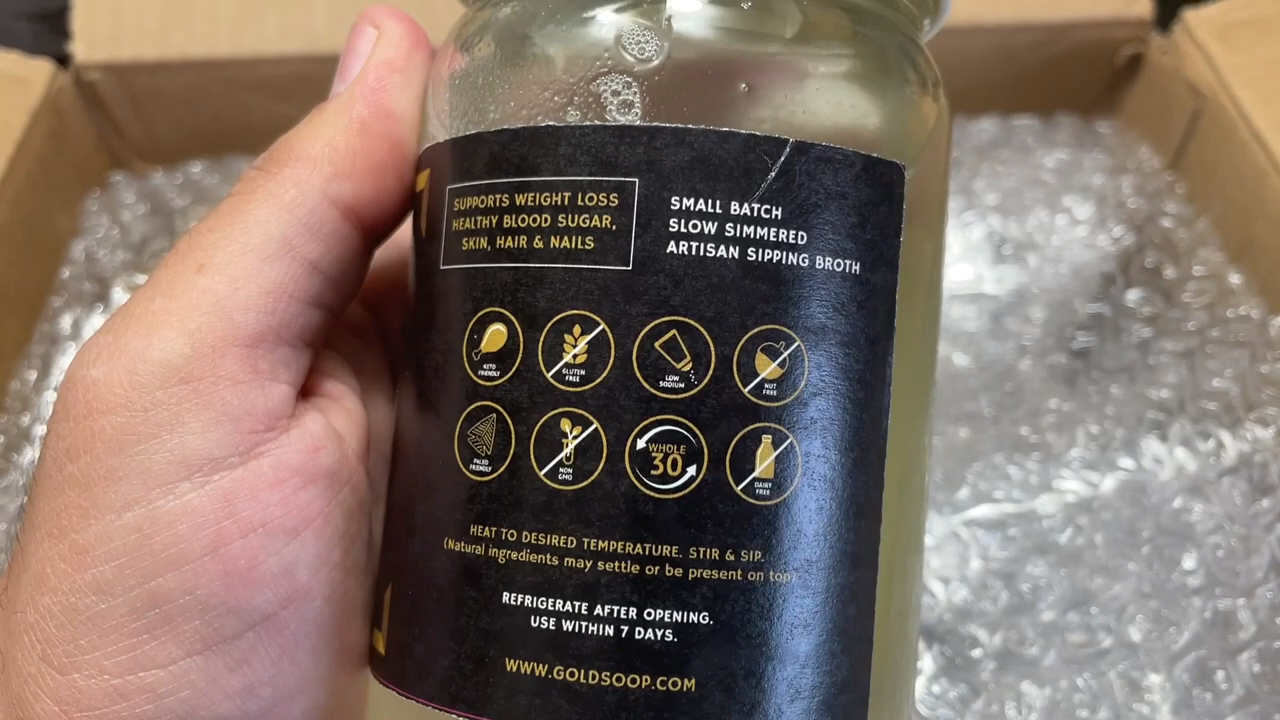 SUPPORTS WEIGHT LOSS
HEALTHY BLOOD SUGAR,
SKIN, HAIR & NAILS
SMALL BATCH
SLOW SIMMERED
ARTISAN SIPPING BROTH
KETO
FRIENDLY
GLUTEN
FREE
LOW
SODIUM
NUT
FREE
PALEO
FRIENDLY
NON
GMO
WHOLE
30
DAIRY
FREE
HEAT TO DESIRED TEMPERATURE. STIR & SIP.
(Natural ingredients may settle or be present on top)
REFRIGERATE AFTER OPENING.
USE WITHIN 7 DAYS.
WWW.GOLDSOOP.COM